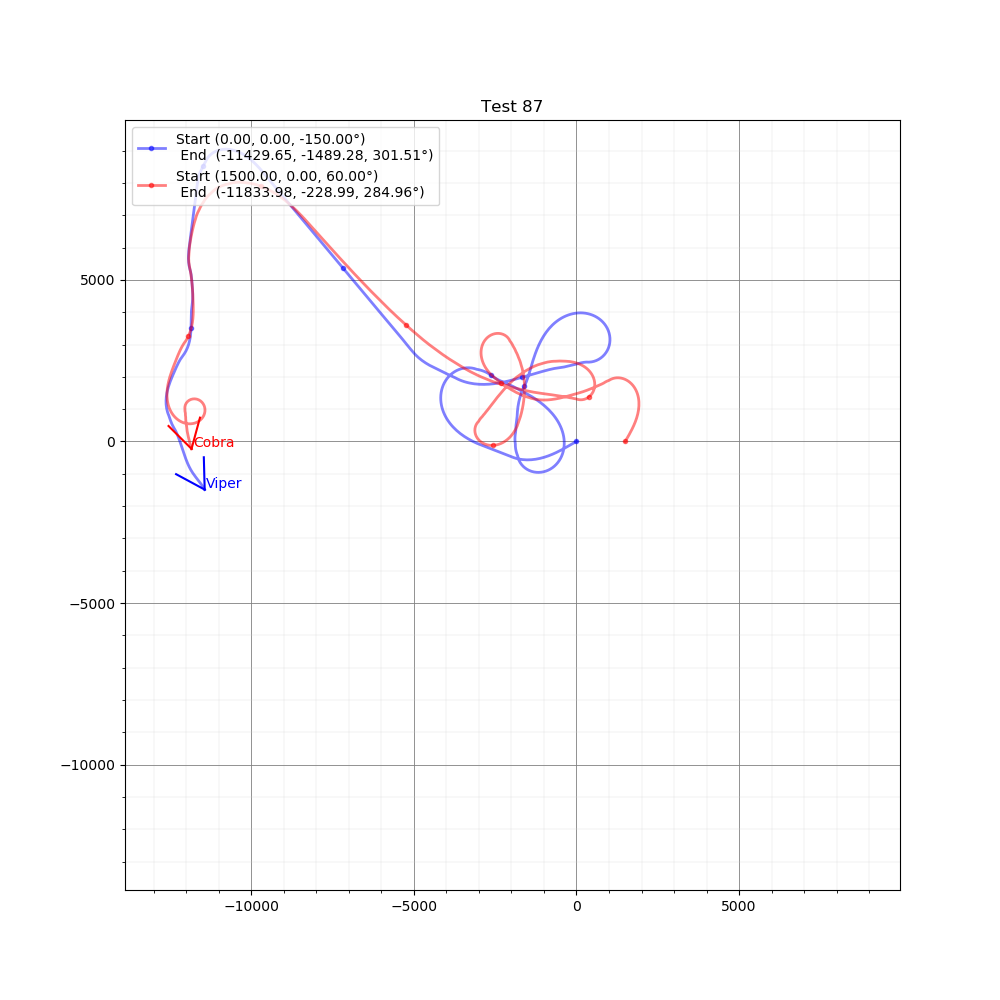 Test 87
Start (0.00, 0.00, -150.00°)
End (-11429.65, -1489.28, 301.51°)
Start (1500.00, 0.00, 60.00°)
End (-11833.98, -228.99, 284.96°)
5000
0
−5000
−10000
Cobra
Viper
−10000
−5000
0
5000